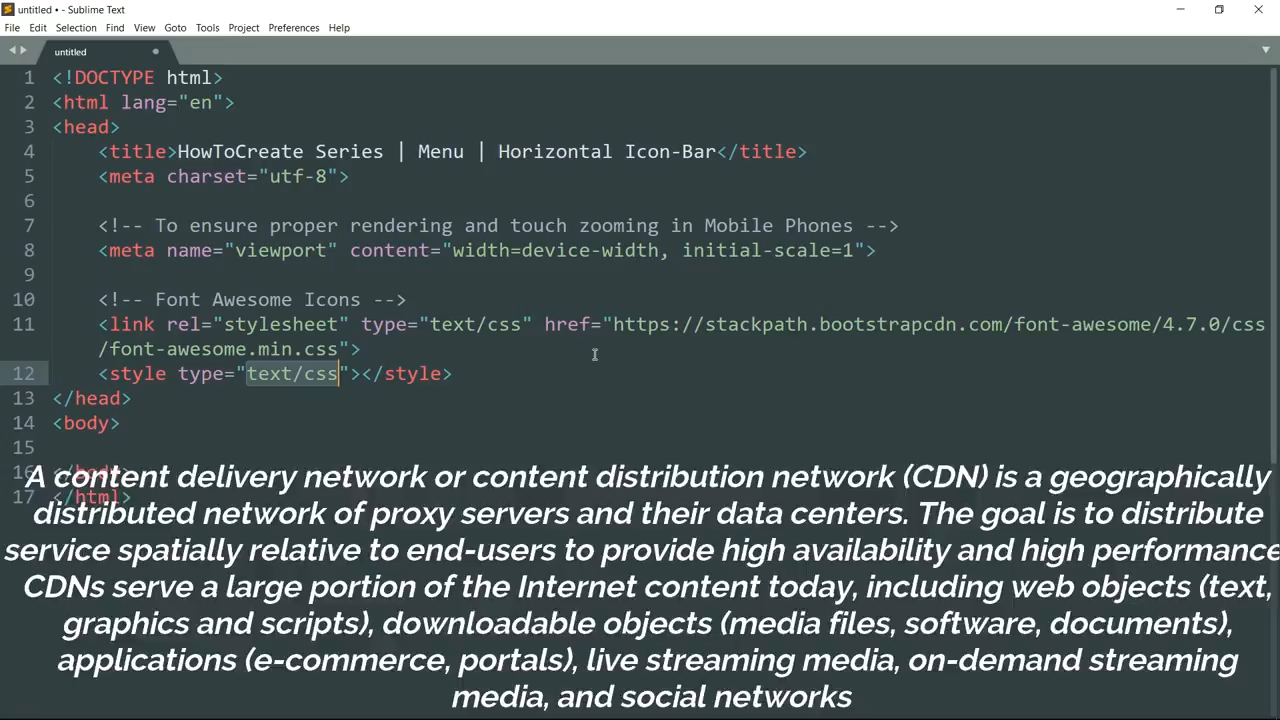 untitled • - Sublime Text
File Edit Selection Find View Goto Tools Project Preferences Help
untitled
1 <!DOCTYPE html>
2 <html lang="en">
3 <head>
4 <title>HowToCreate Series | Menu | Horizontal Icon-Bar</title>
5 <meta charset="utf-8">
6
7 <!-- To ensure proper rendering and touch zooming in Mobile Phones -->
8 <meta name="viewport" content="width=device-width, initial-scale=1">
9
10 <!-- Font Awesome Icons -->
11 <link rel="stylesheet" type="text/css" href="https://stackpath.bootstrapcdn.com/font-awesome/4.7.0/css
/font-awesome.min.css">
12 <style type="text/css"></style>
13 </head>
14 <body>
15
16 </body>
17 </html>
A content delivery network or content distribution network (CDN) is a geographically
distributed network of proxy servers and their data centers. The goal is to distribute
service spatially relative to end-users to provide high availability and high performance
CDNs serve a large portion of the Internet content today, including web objects (text,
graphics and scripts), downloadable objects (media files, software, documents),
applications (e-commerce, portals), live streaming media, on-demand streaming
media, and social networks